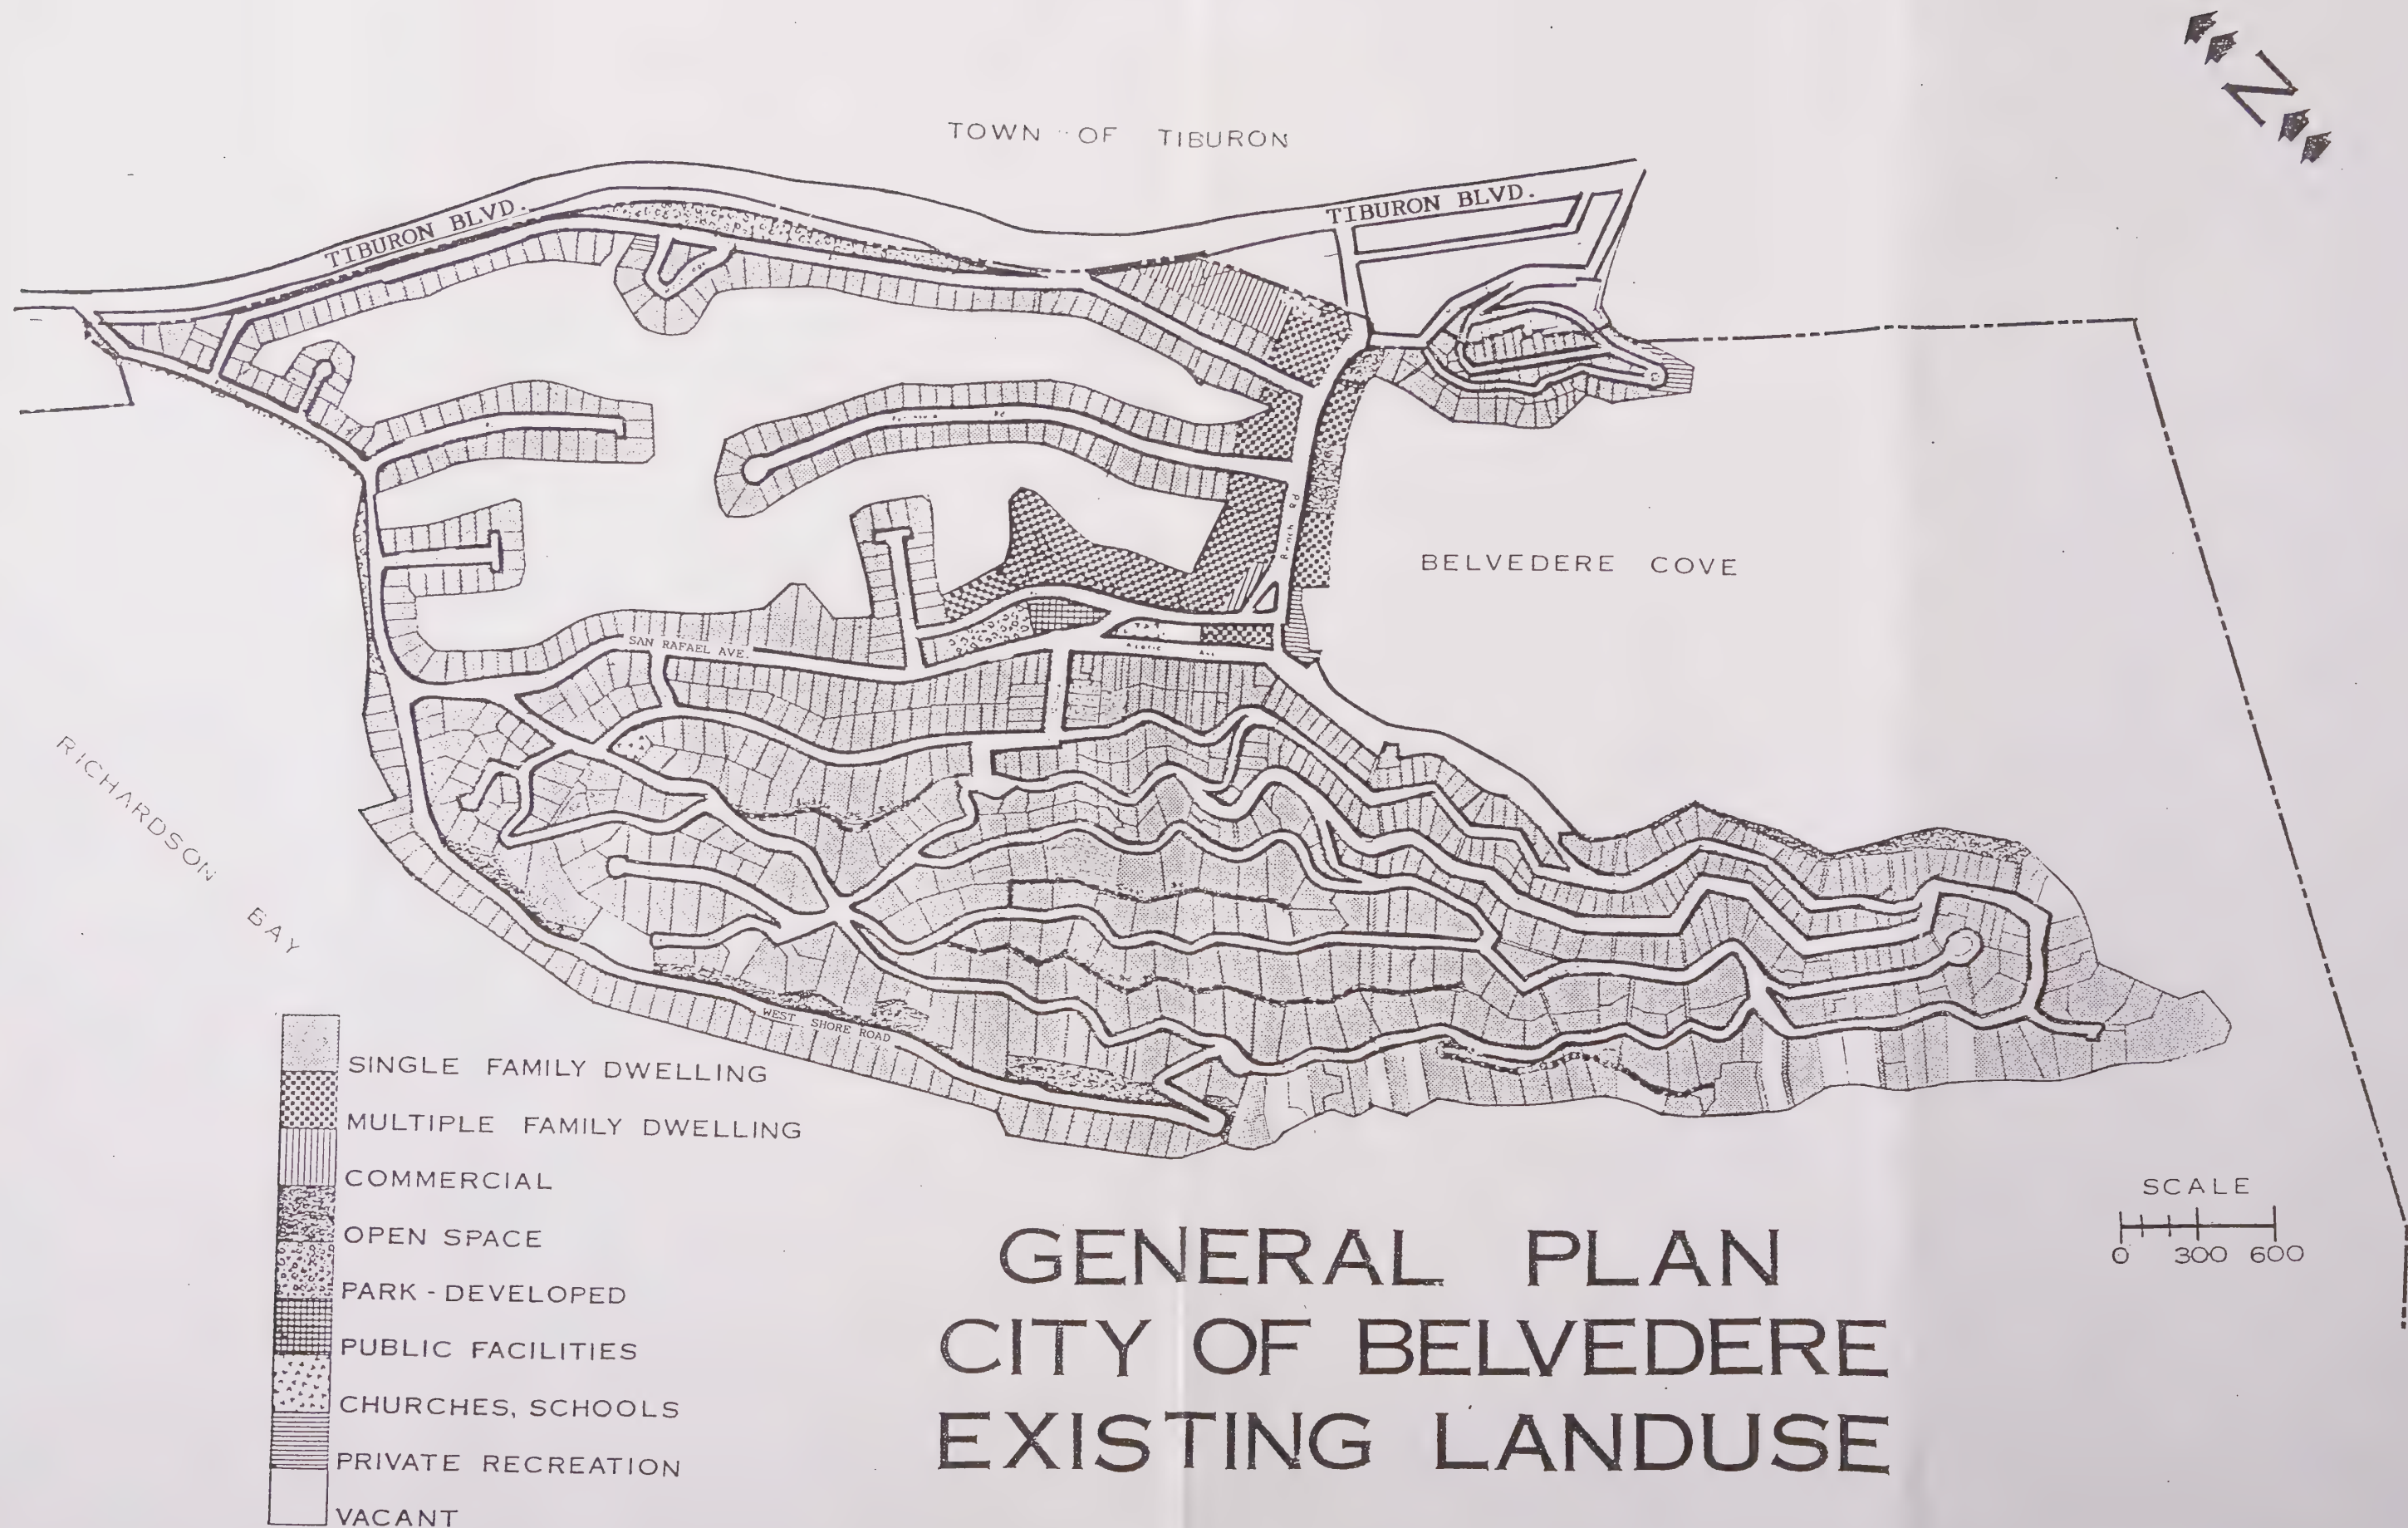 N
TOWN OF TIBURON
TIBURON BLVD.
TIBURON BLVD.
Beach Rd
BELVEDERE COVE
SAN RAFAEL AVE.
RICHARDSON
BAY
WEST SHORE ROAD
SINGLE FAMILY DWELLING
MULTIPLE FAMILY DWELLING
COMMERCIAL
OPEN SPACE
PARK - DEVELOPED
PUBLIC FACILITIES
CHURCHES, SCHOOLS
PRIVATE RECREATION
VACANT
SCALE
0 300 600
GENERAL PLAN
CITY OF BELVEDERE
EXISTING LANDUSE